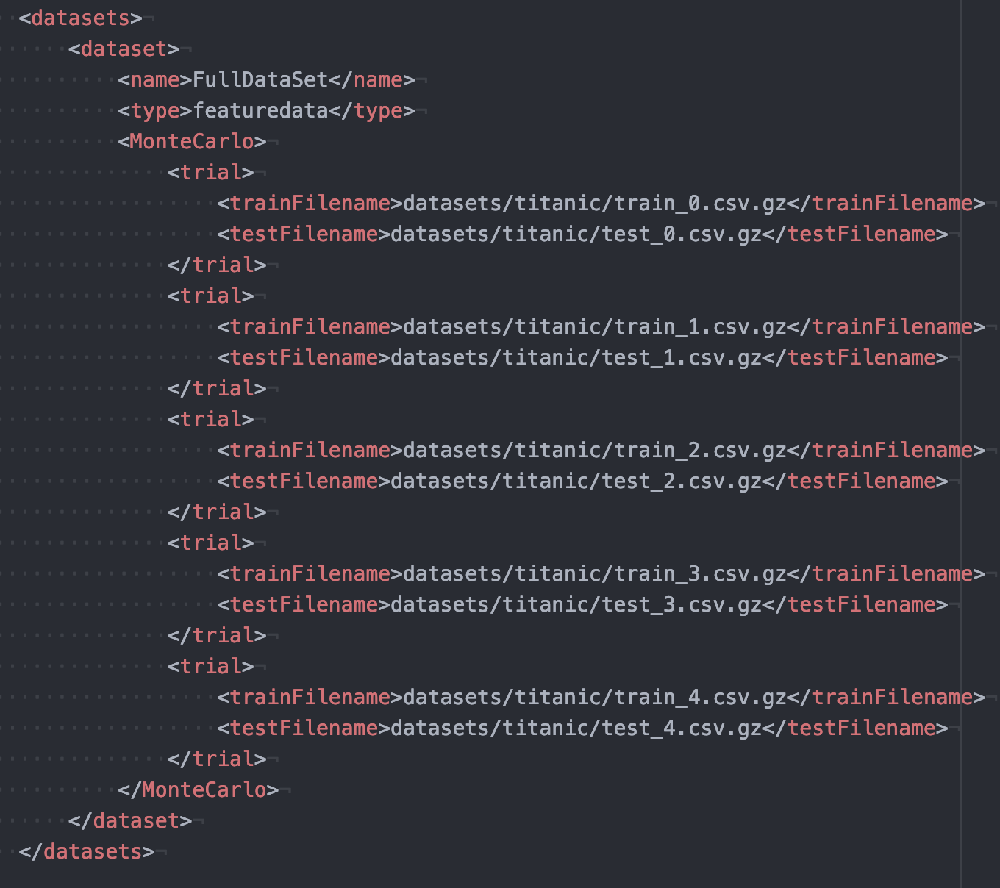 <datasets>
<dataset>
<name>FullDataSet</name>
<type>featuredata</type>
<MonteCarlo>
<trial>
<trainFilename>datasets/titanic/train_0.csv.gz</trainFilename>
<testFilename>datasets/titanic/test_0.csv.gz</testFilename>
</trial>
<trial>
<trainFilename>datasets/titanic/train_1.csv.gz</trainFilename>
<testFilename>datasets/titanic/test_1.csv.gz</testFilename>
</trial>
<trial>
<trainFilename>datasets/titanic/train_2.csv.gz</trainFilename>
<testFilename>datasets/titanic/test_2.csv.gz</testFilename>
</trial>
<trial>
<trainFilename>datasets/titanic/train_3.csv.gz</trainFilename>
<testFilename>datasets/titanic/test_3.csv.gz</testFilename>
</trial>
<trial>
<trainFilename>datasets/titanic/train_4.csv.gz</trainFilename>
<testFilename>datasets/titanic/test_4.csv.gz</testFilename>
</trial>
</MonteCarlo>
</dataset>
</datasets>